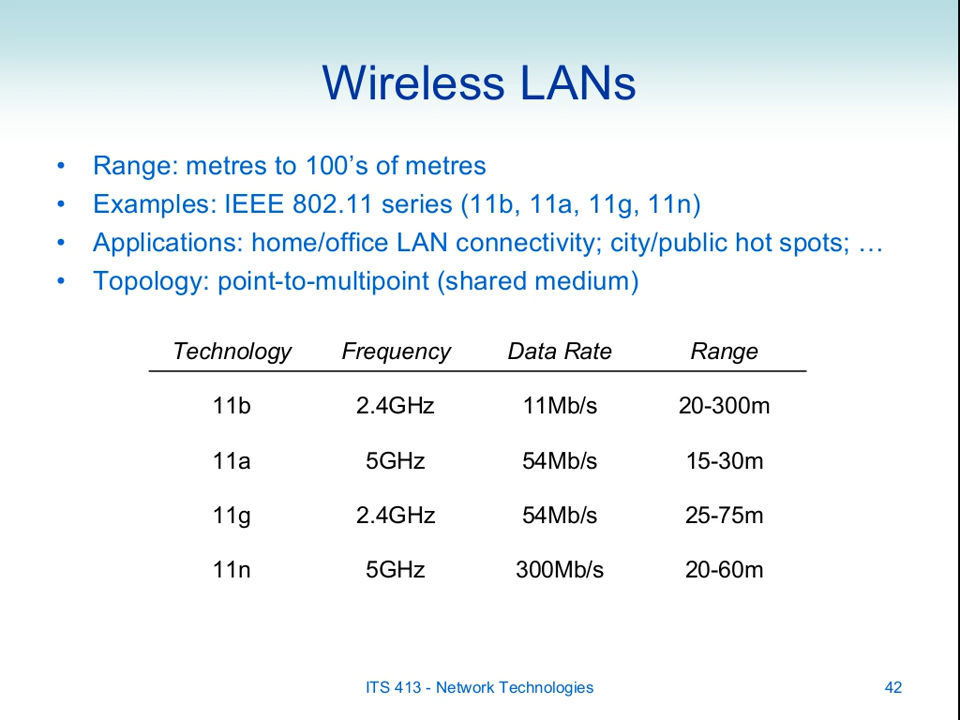 Wireless LANs
• Range: metres to 100’s of metres
• Examples: IEEE 802.11 series (11b, 11a, 11g, 11n)
• Applications: home/office LAN connectivity; city/public hot spots; …
• Topology: point-to-multipoint (shared medium)
Technology Frequency Data Rate Range
11b 2.4GHz 11Mb/s 20-300m
11a 5GHz 54Mb/s 15-30m
11g 2.4GHz 54Mb/s 25-75m
11n 5GHz 300Mb/s 20-60m
ITS 413 - Network Technologies 42